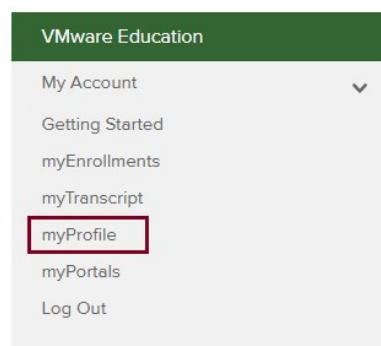 VMware Education
My Account
Getting Started
myEnrollments
myTranscript
myProfile
myPortals
Log Out